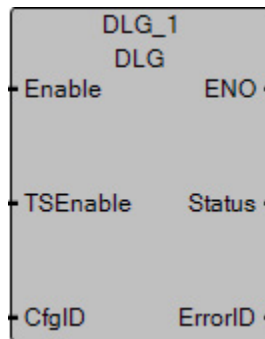 DLG_1
DLG
Enable ENO
TSEnable Status
CfgID ErrorID